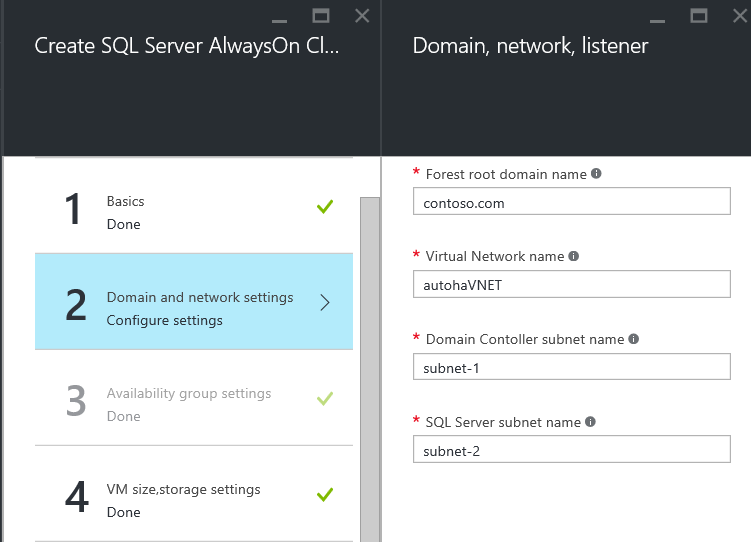 Create SQL Server AlwaysOn Cl...
1
Basics
Done
2
Domain and network settings
Configure settings
3
Availability group settings
Done
4
VM size,storage settings
Done
Domain, network, listener
* Forest root domain name
contoso.com
* Virtual Network name
autohaVNET
* Domain Contoller subnet name
subnet-1
* SQL Server subnet name
subnet-2